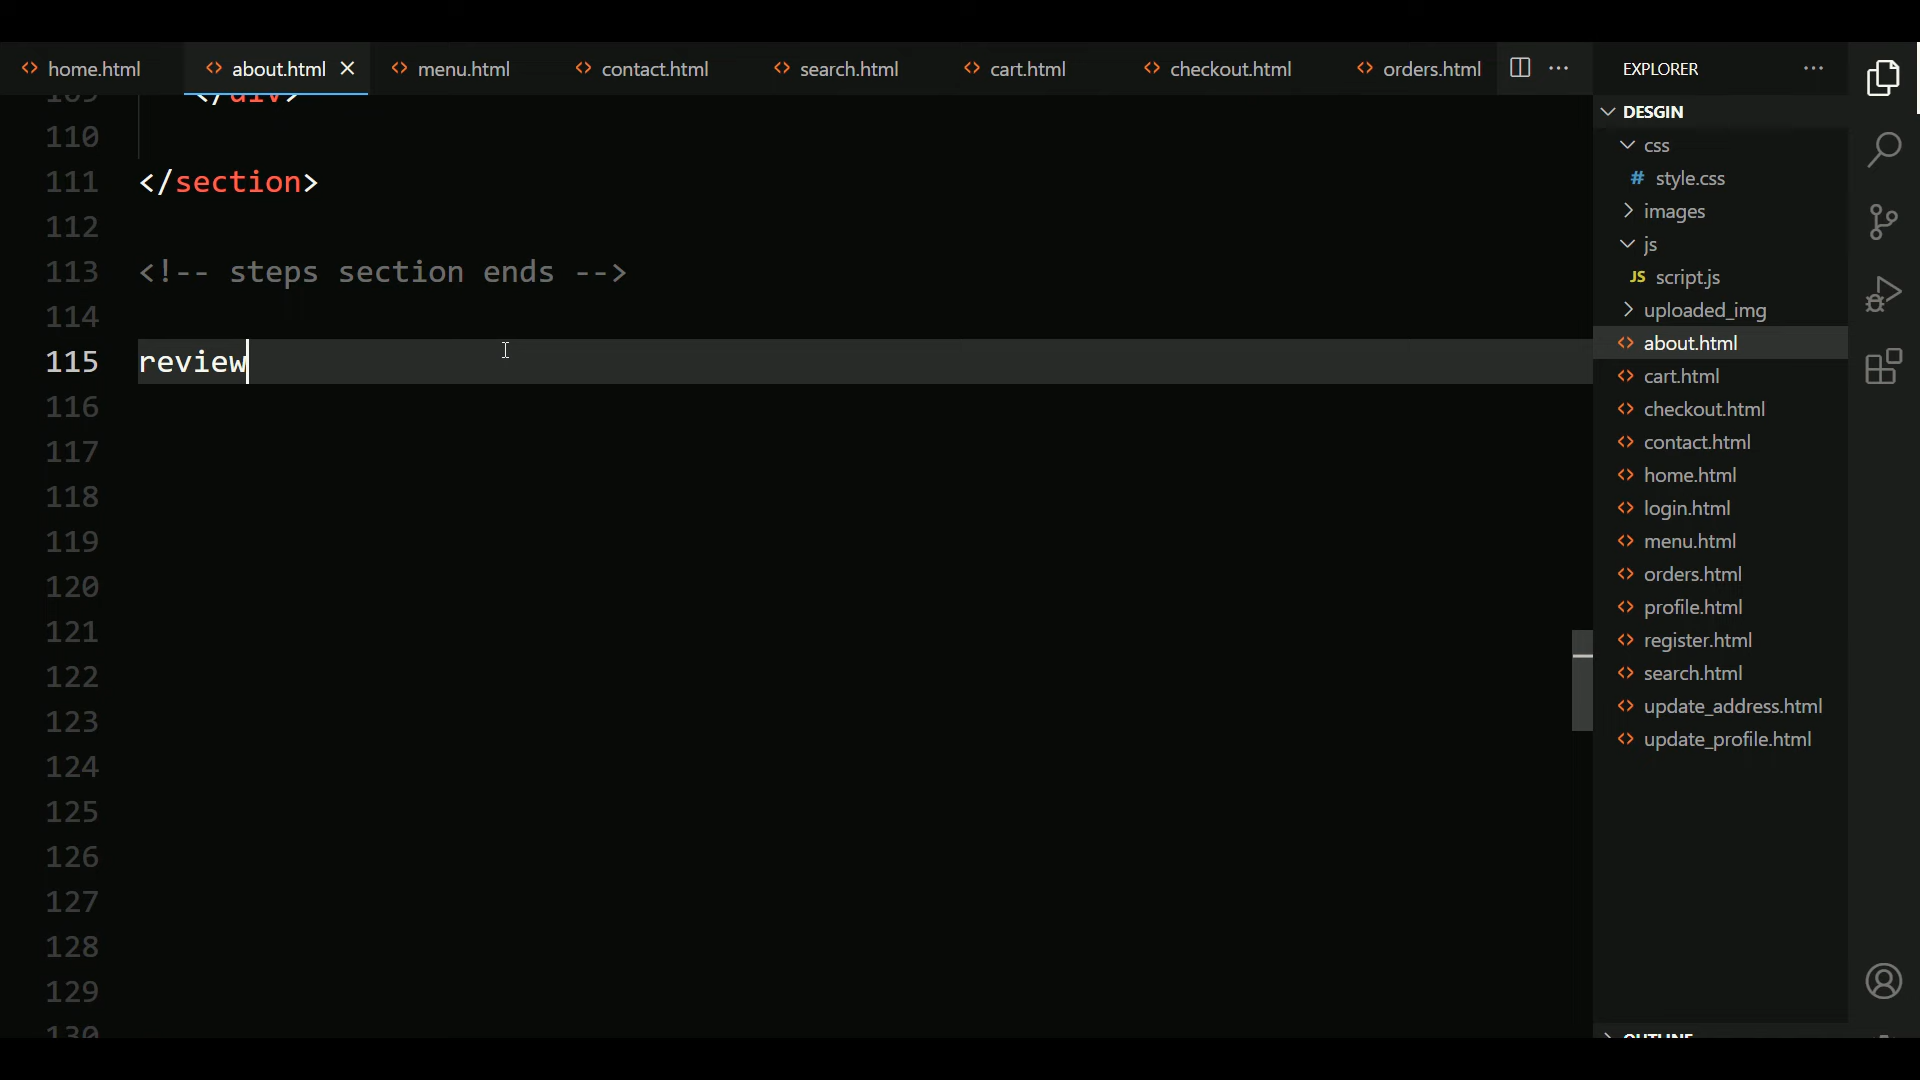 home.html
about.html
menu.html
contact.html
search.html
cart.html
checkout.html
orders.html
109 </div>
110
111 </section>
112
113 <!-- steps section ends -->
114
115 review
116
117
118
119
120
121
122
123
124
125
126
127
128
129
130
EXPLORER
DESGIN
css
# style.css
images
js
JS script.js
uploaded_img
about.html
cart.html
checkout.html
contact.html
home.html
login.html
menu.html
orders.html
profile.html
register.html
search.html
update_address.html
update_profile.html
OUTLINE